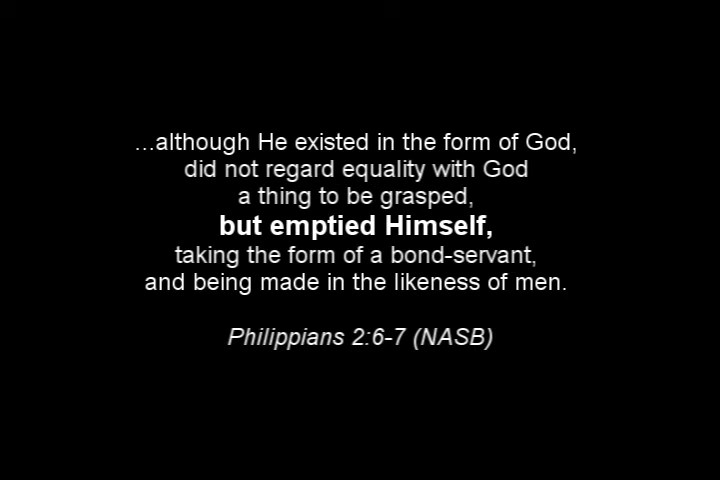 ...although He existed in the form of God,
did not regard equality with God
a thing to be grasped,
but emptied Himself,
taking the form of a bond-servant,
and being made in the likeness of men.
Philippians 2:6-7 (NASB)